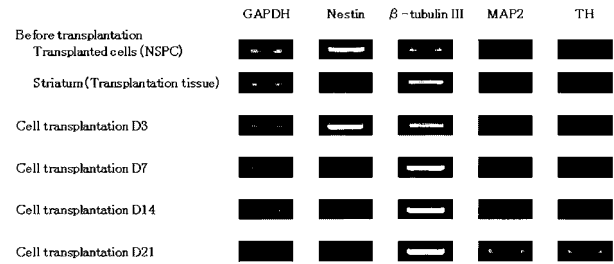 GAPDH Nestin β-tubulin III MAP2 TH
Before transplantation
Transplanted cells (NSPC)
Striatum (Transplantation tissue)
Cell transplantation D3
Cell transplantation D7
Cell transplantation D14
Cell transplantation D21